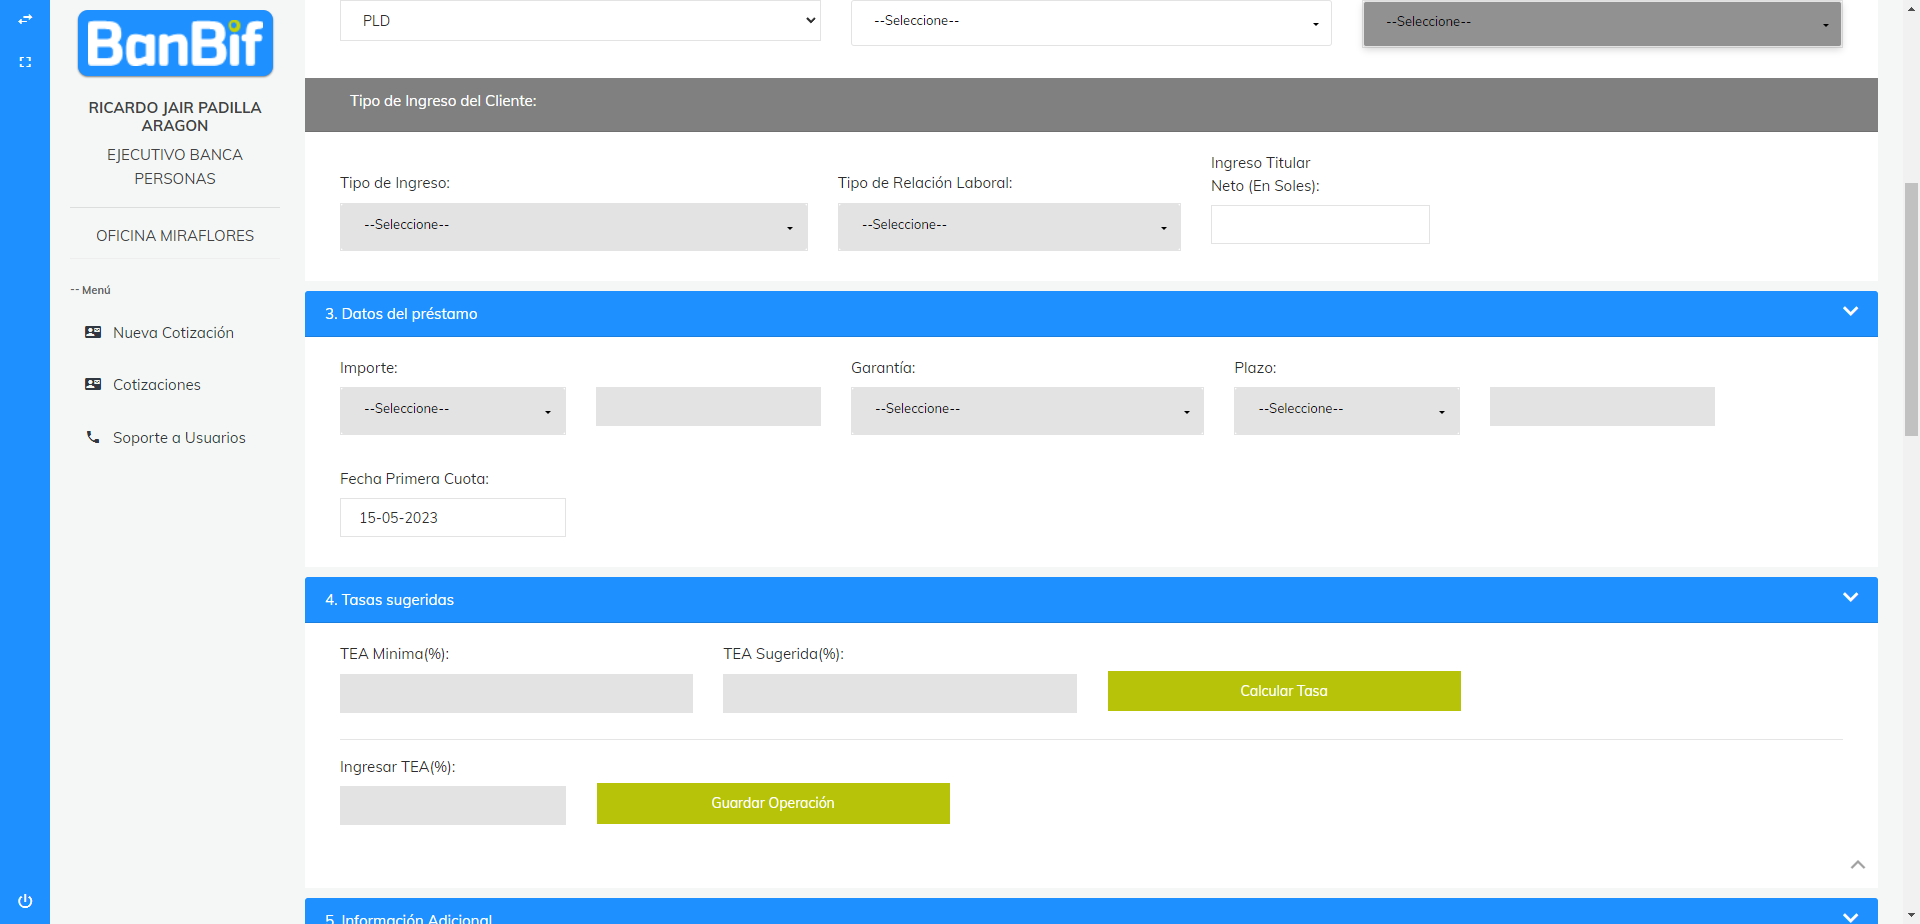 BanBif
RICARDO JAIR PADILLA
ARAGON
EJECUTIVO BANCA
PERSONAS
OFICINA MIRAFLORES
-- Menú
Nueva Cotización
Cotizaciones
Soporte a Usuarios
PLD
--Seleccione--
--Seleccione--
Tipo de Ingreso del Cliente:
Tipo de Ingreso:
--Seleccione--
Tipo de Relación Laboral:
--Seleccione--
Ingreso Titular
Neto (En Soles):
3. Datos del préstamo
Importe:
--Seleccione--
Garantía:
--Seleccione--
Plazo:
--Seleccione--
Fecha Primera Cuota:
15-05-2023
4. Tasas sugeridas
TEA Minima(%):
TEA Sugerida(%):
Calcular Tasa
Ingresar TEA(%):
Guardar Operación
5. Información Adicional